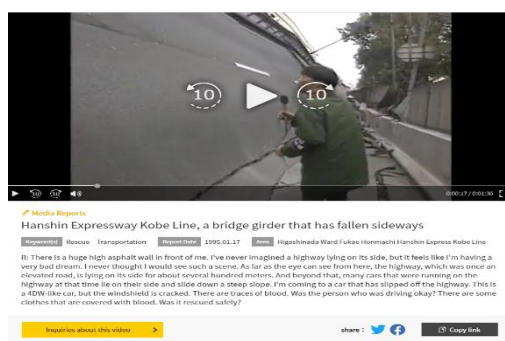 10
10
0:00:17 / 0:01:36
Media Reports
Hanshin Expressway Kobe Line, a bridge girder that has fallen sideways
Keyword(s) Rescue Transportation Report Date 1995.01.17 Area Higashinada Ward Fukae Honmachi Hanshin Express Kobe Line
R: There is a huge high asphalt wall in front of me. I've never imagined a highway lying on its side, but it feels like I'm having a
very bad dream. I never thought I would see such a scene. As far as the eye can see from here, the highway, which was once an
elevated road, is lying on its side for about several hundred meters. And beyond that, many cars that were running on the
highway at that time lie on their side and slide down a steep slope. I'm coming to a car that has slipped off the highway. This is
a 4DW-like car, but the windshield is cracked. There are traces of blood. Was the person who was driving okay? There are some
clothes that are covered with blood. Was it rescued safely?
Inquiries about this video >
share :
Copy link